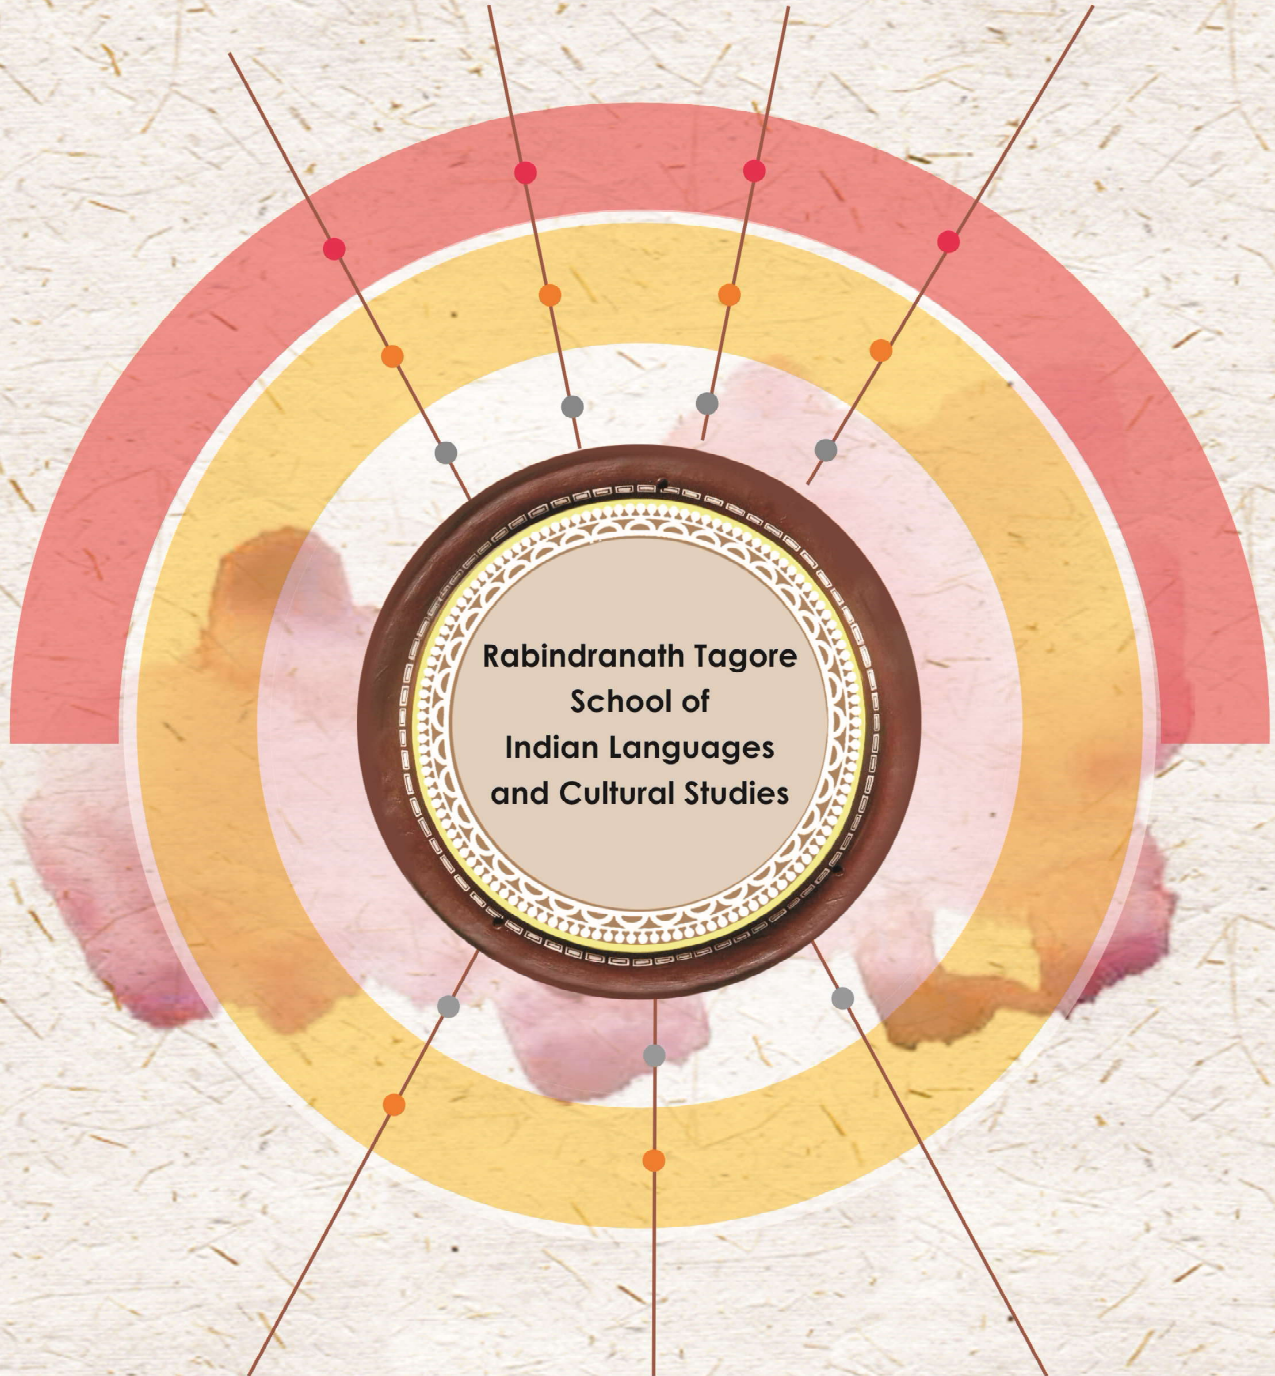 Rabindranath Tagore
School of
Indian Languages
and Cultural Studies